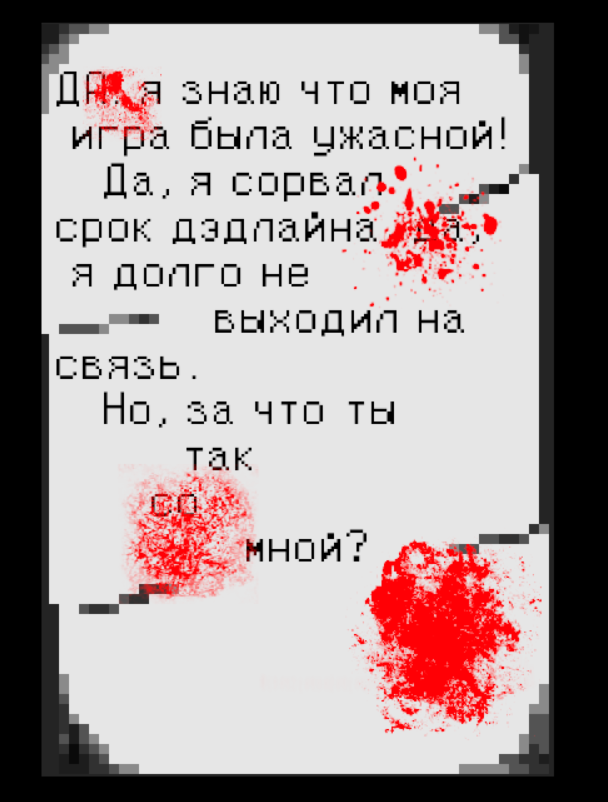 ДА, я знаю что моя
игра была ужасной!
Да, я сорвал
срок дэдлайна, да,
я долго не
выходил на
связь.
Но, за что ты
так
со
мной?